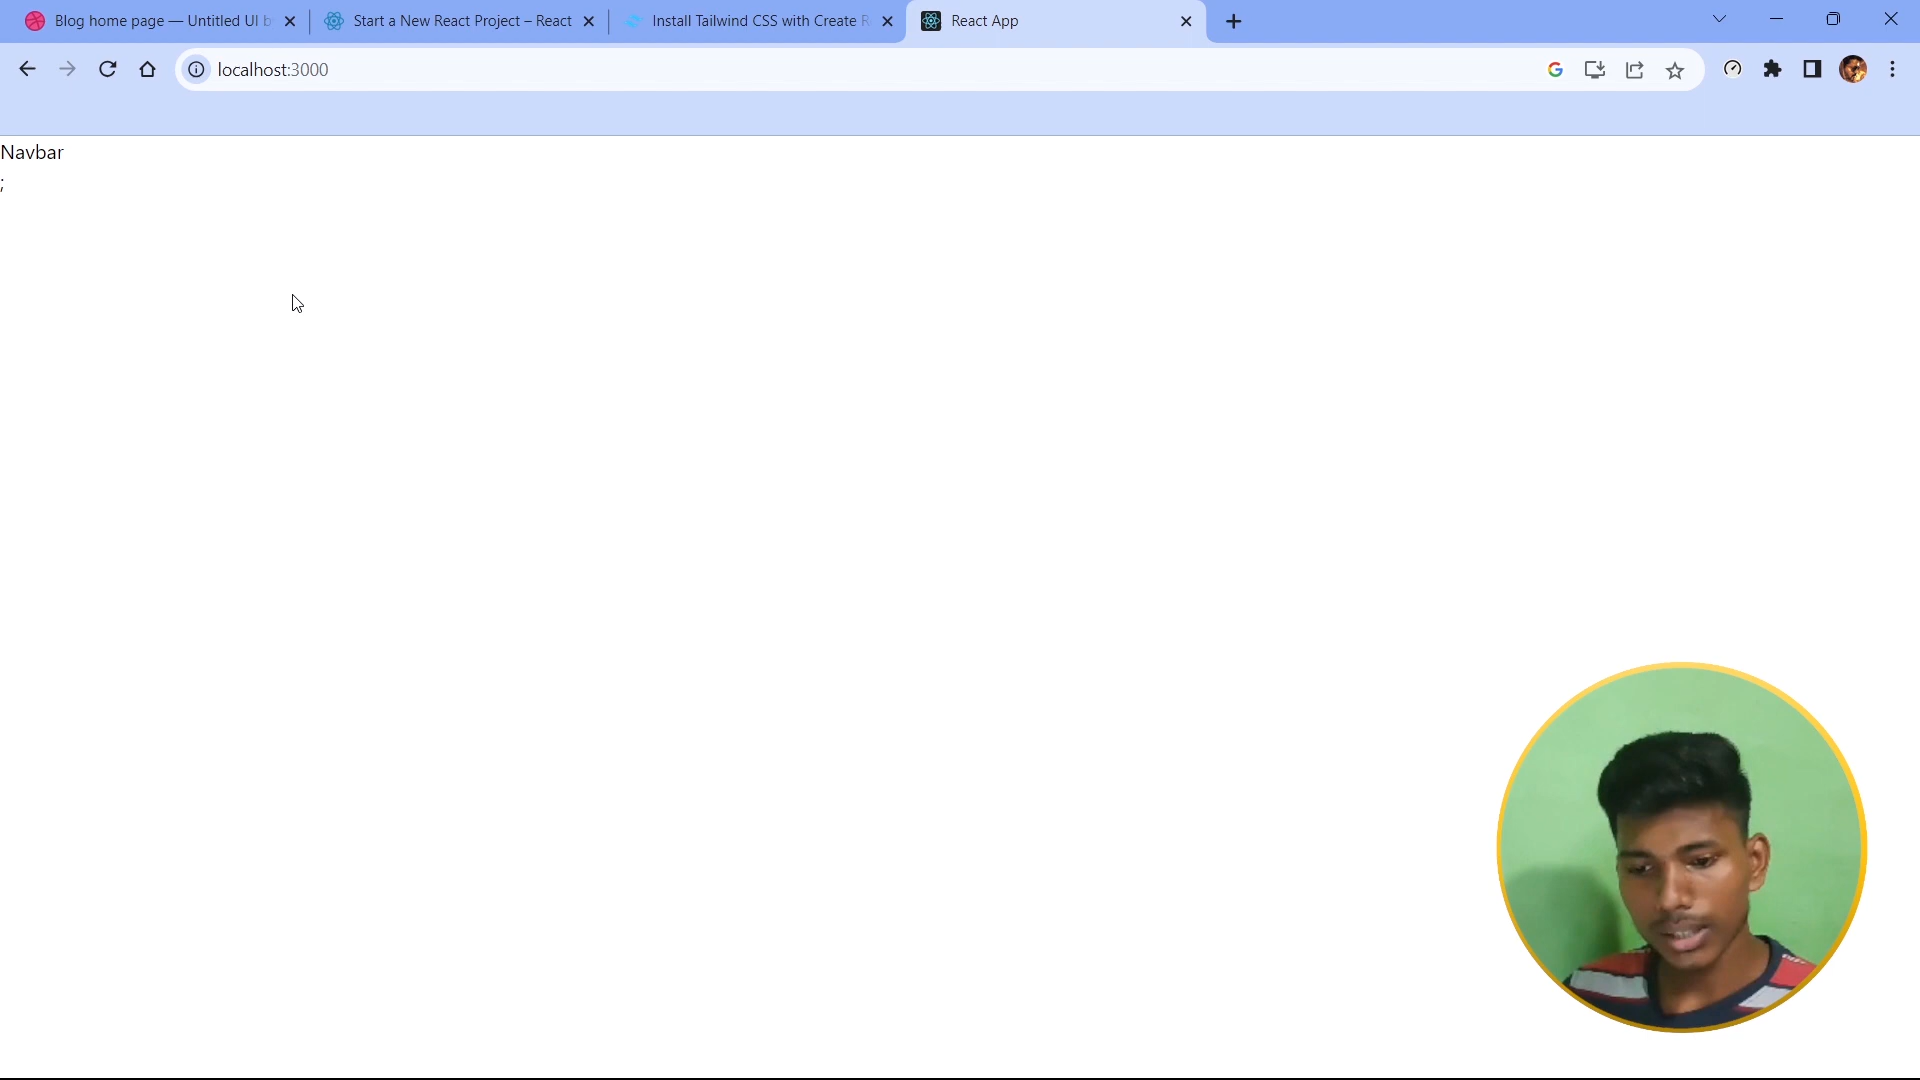 Blog home page — Untitled UI b
Start a New React Project – React
Install Tailwind CSS with Create R
React App
localhost:3000
Navbar
;